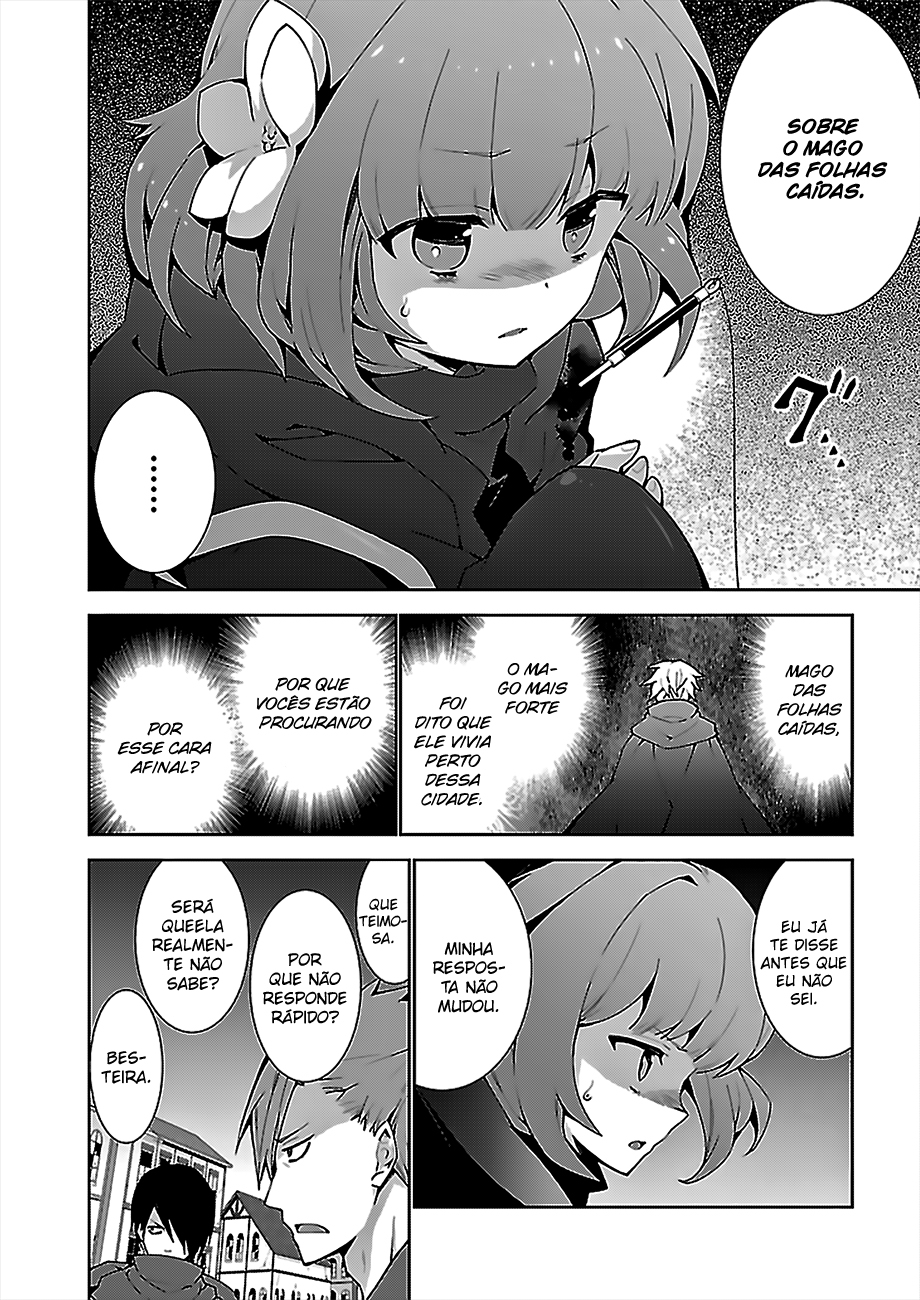 SOBRE
O MAGO
DAS FOLHAS
CAÍDAS.
グ
......
MAGO
DAS
FOLHAS
CAÍDAS,
O MA-
GO MAIS
FORTE
FOI
DITO QUE
ELE VIVIA
PERTO
DESSA
CIDADE.
POR QUE
VOCÊS ESTÃO
PROCURANDO
POR
ESSE CARA
AFINAL?
EU JÁ
TE DISSE
ANTES QUE
EU NÃO
SEI.
MINHA
RESPOS-
TA NÃO
MUDOU.
QUE
TEIMO-
SA.
POR
QUE NÃO
RESPONDE
RÁPIDO?
SERÁ
QUEELA
REALMEN-
TE NÃO
SABE?
BES-
TEIRA.